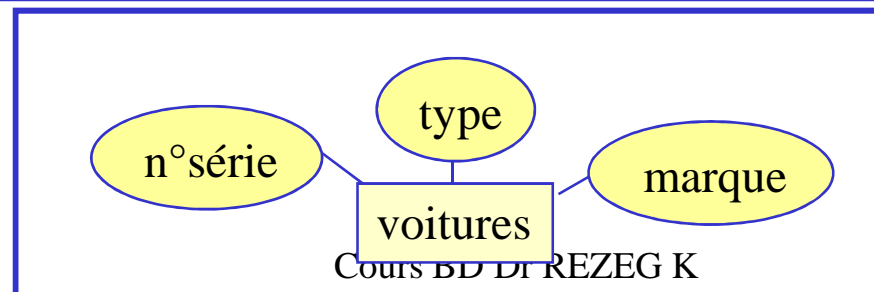 type
n°série
marque
voitures
Cours BD Dr REZEG K